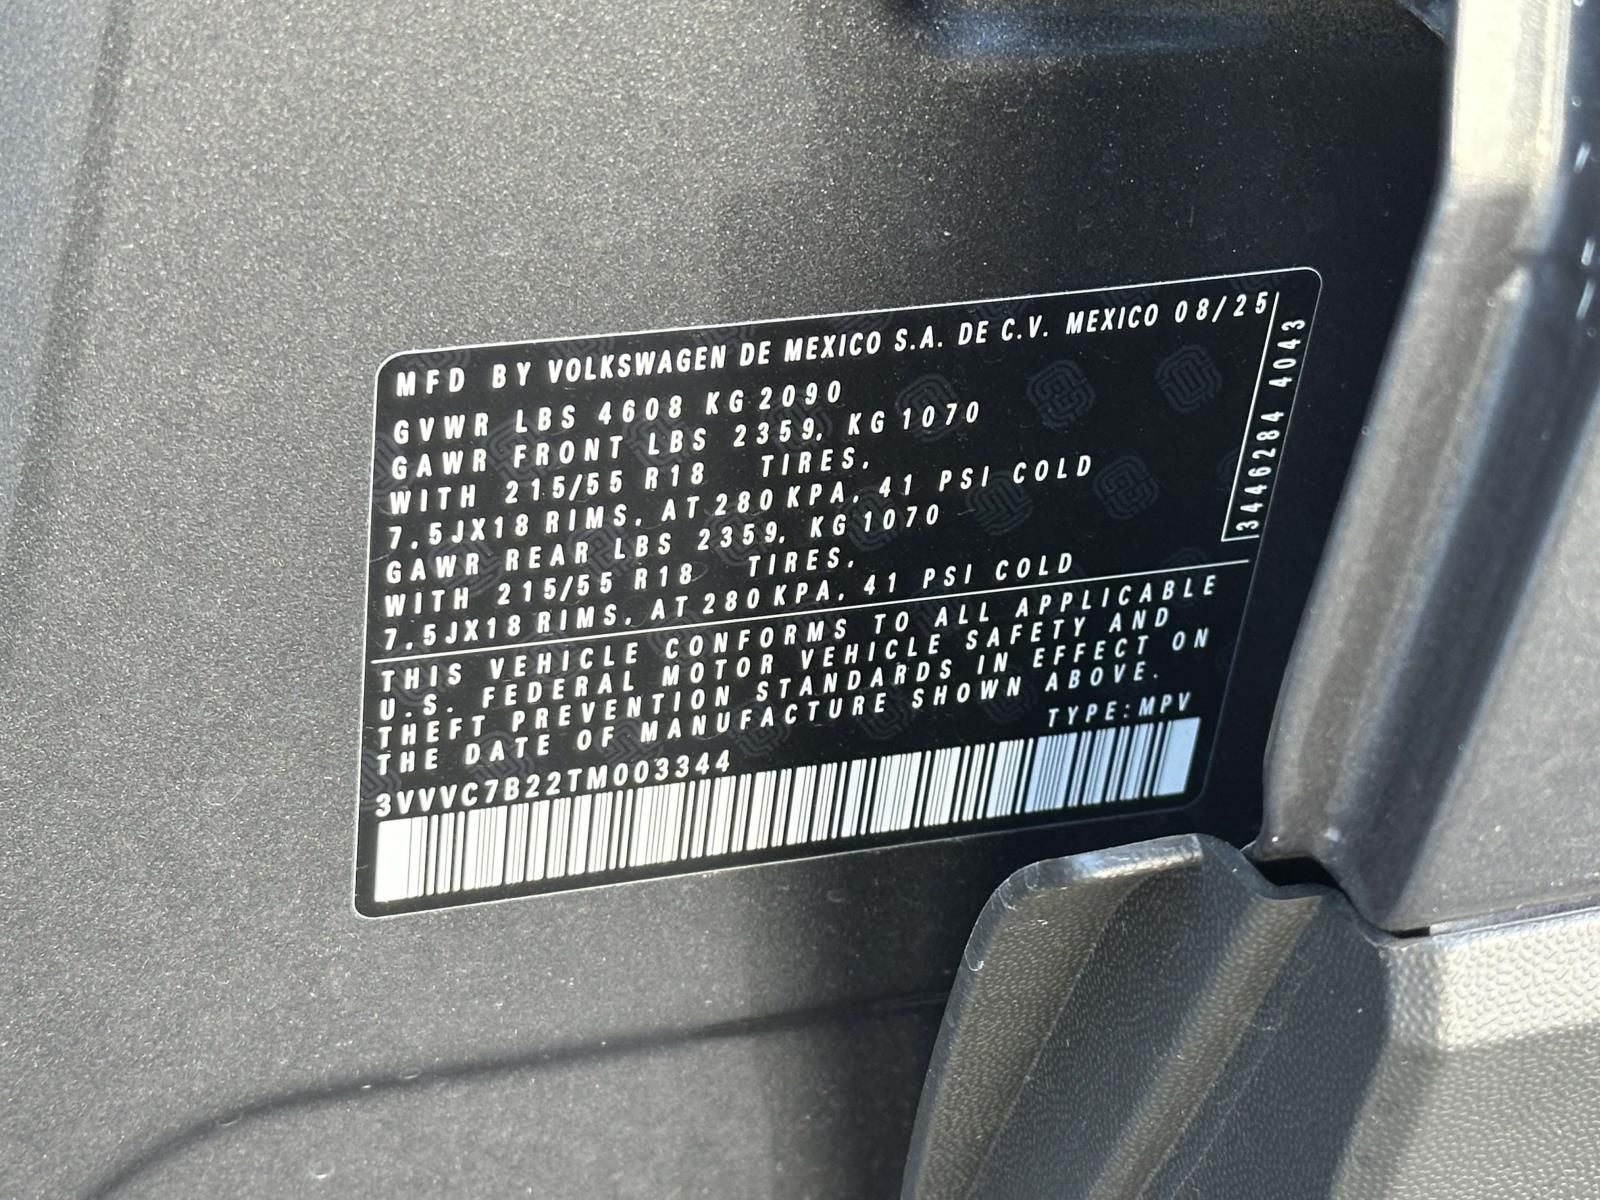 MFD BY VOLKSWAGEN DE MEXICO S.A. DE C.V. MEXICO 08/25
GVWR LBS 4608 KG 2090
GAWR FRONT LBS 2359, KG 1070
WITH 215/55 R18 TIRES,
7,5JX18 RIMS, AT 280 KPA, 41 PSI COLD
GAWR REAR LBS 2359, KG 1070
WITH 215/55 R18 TIRES,
7,5JX18 RIMS, AT 280 KPA, 41 PSI COLD
3446284 4043
THIS VEHICLE CONFORMS TO ALL APPLICABLE
U.S. FEDERAL MOTOR VEHICLE SAFETY AND
THEFT PREVENTION STANDARDS IN EFFECT ON
THE DATE OF MANUFACTURE SHOWN ABOVE.
TYPE:MPV
3VVVC7B22TM003344